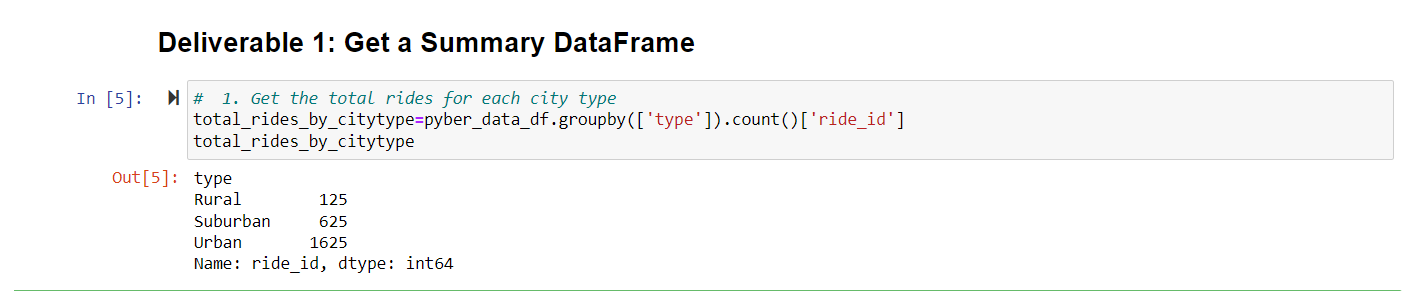 Deliverable 1: Get a Summary DataFrame
In [5]: #  1. Get the total rides for each city type
total_rides_by_citytype=pyber_data_df.groupby(['type']).count()['ride_id']
total_rides_by_citytype
Out[5]: type
Rural        125
Suburban     625
Urban       1625
Name: ride_id, dtype: int64